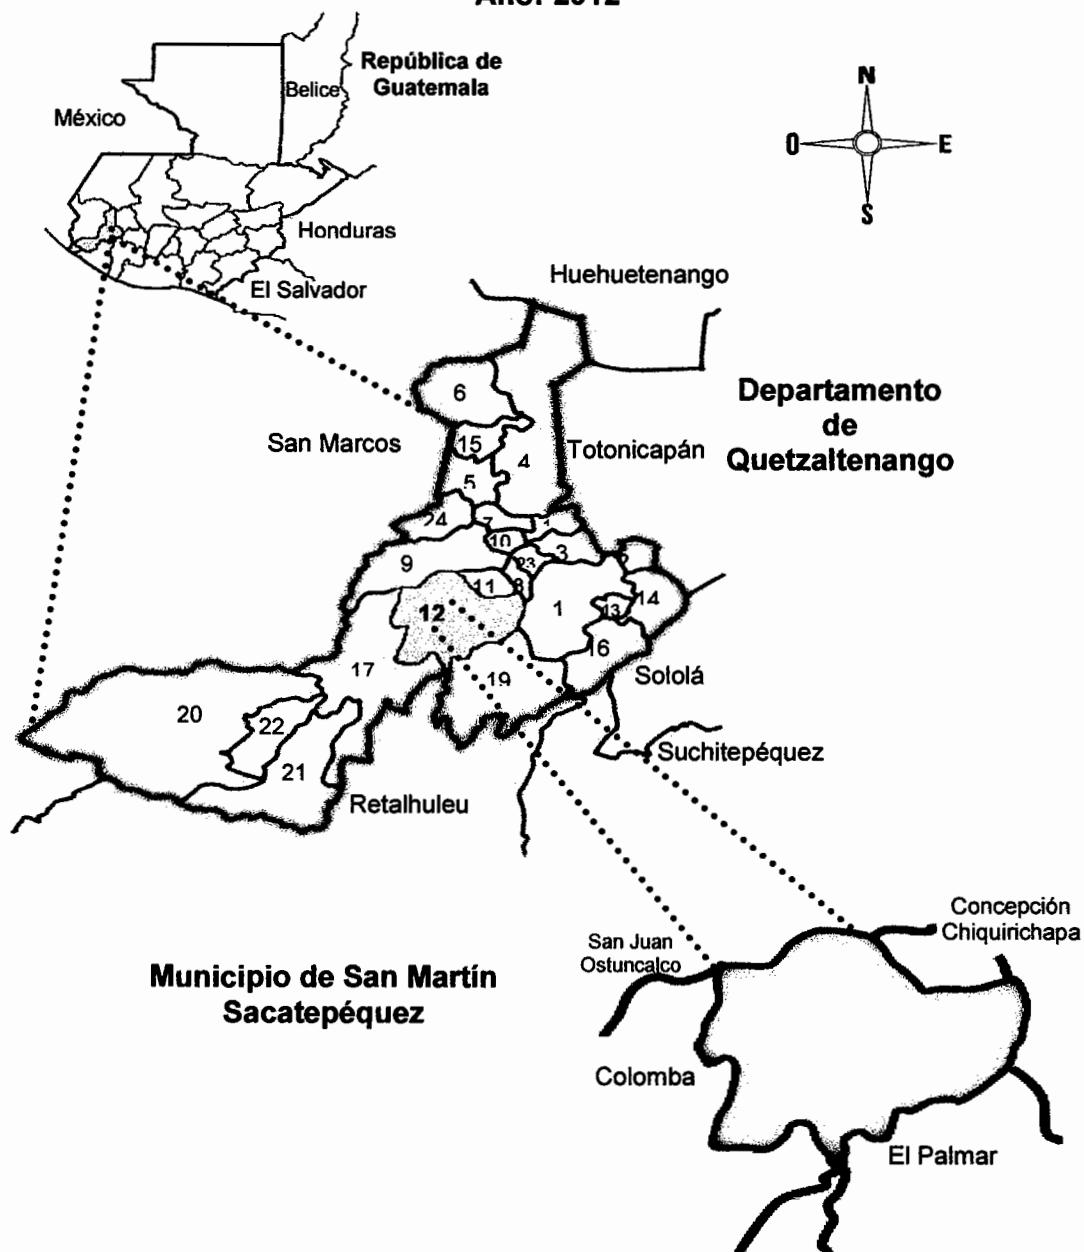 República de
Guatemala
Belice
México
Honduras
El Salvador
N
O
E
S
Huehuetenango
Departamento
de
Quetzaltenango
San Marcos
Totonicapán
6
15
4
5
24
7
10
3
9
23
11
8
1
14
13
12
16
17
19
Sololá
20
22
21
Suchitepéquez
Retalhuleu
Concepción
Chiquirichapa
San Juan
Ostuncalco
Municipio de San Martín
Sacatepéquez
Colomba
El Palmar